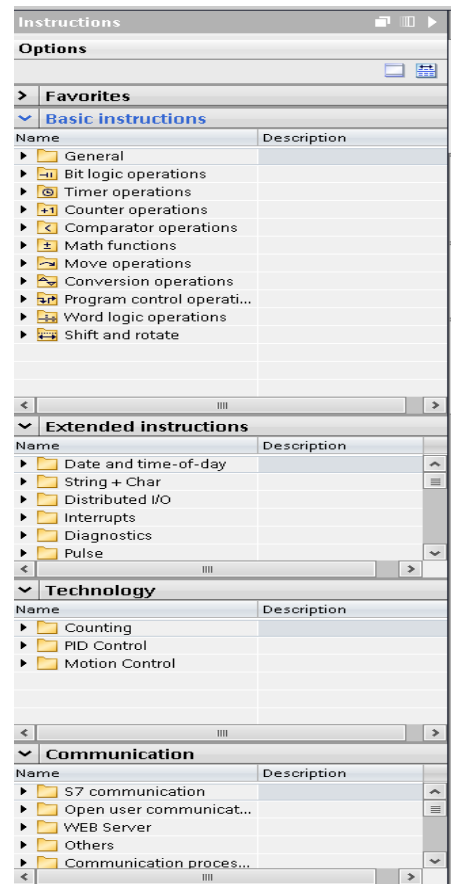 Instructions
Options
Favorites
Basic instructions
Name Description
General
Bit logic operations
Timer operations
Counter operations
Comparator operations
Math functions
Move operations
Conversion operations
Program control operati...
Word logic operations
Shift and rotate
Extended instructions
Name Description
Date and time-of-day
String + Char
Distributed I/O
Interrupts
Diagnostics
Pulse
Technology
Name Description
Counting
PID Control
Motion Control
Communication
Name Description
S7 communication
Open user communicat...
WEB Server
Others
Communication proces...